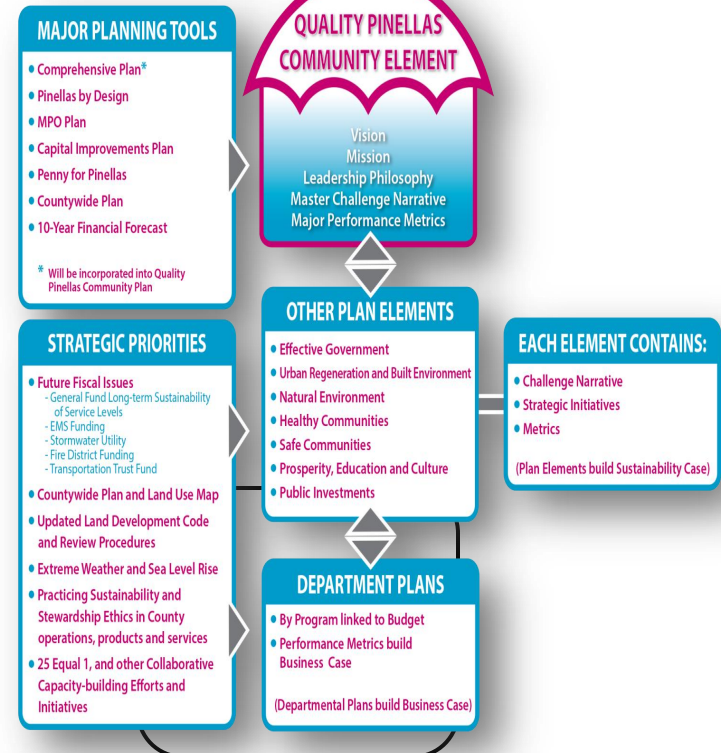 MAJOR PLANNING TOOLS
• Comprehensive Plan*
• Pinellas by Design
• MPO Plan
• Capital Improvements Plan
• Penny for Pinellas
• Countywide Plan
• 10-Year Financial Forecast
* Will be incorporated into Quality
Pinellas Community Plan
QUALITY PINELLAS
COMMUNITY ELEMENT
Vision
Mission
Leadership Philosophy
Master Challenge Narrative
Major Performance Metrics
STRATEGIC PRIORITIES
• Future Fiscal Issues
- General Fund Long-term Sustainability
of Service Levels
- EMS Funding
- Stormwater Utility
- Fire District Funding
- Transportation Trust Fund
• Countywide Plan and Land Use Map
• Updated Land Development Code
and Review Procedures
• Extreme Weather and Sea Level Rise
• Practicing Sustainability and
Stewardship Ethics in County
operations, products and services
• 25 Equal 1, and other Collaborative
Capacity-building Efforts and
Initiatives
OTHER PLAN ELEMENTS
• Effective Government
• Urban Regeneration and Built Environment
• Natural Environment
• Healthy Communities
• Safe Communities
• Prosperity, Education and Culture
• Public Investments
EACH ELEMENT CONTAINS:
• Challenge Narrative
• Strategic Initiatives
• Metrics
(Plan Elements build Sustainability Case)
DEPARTMENT PLANS
• By Program linked to Budget
• Performance Metrics build
Business Case
(Departmental Plans build Business Case)